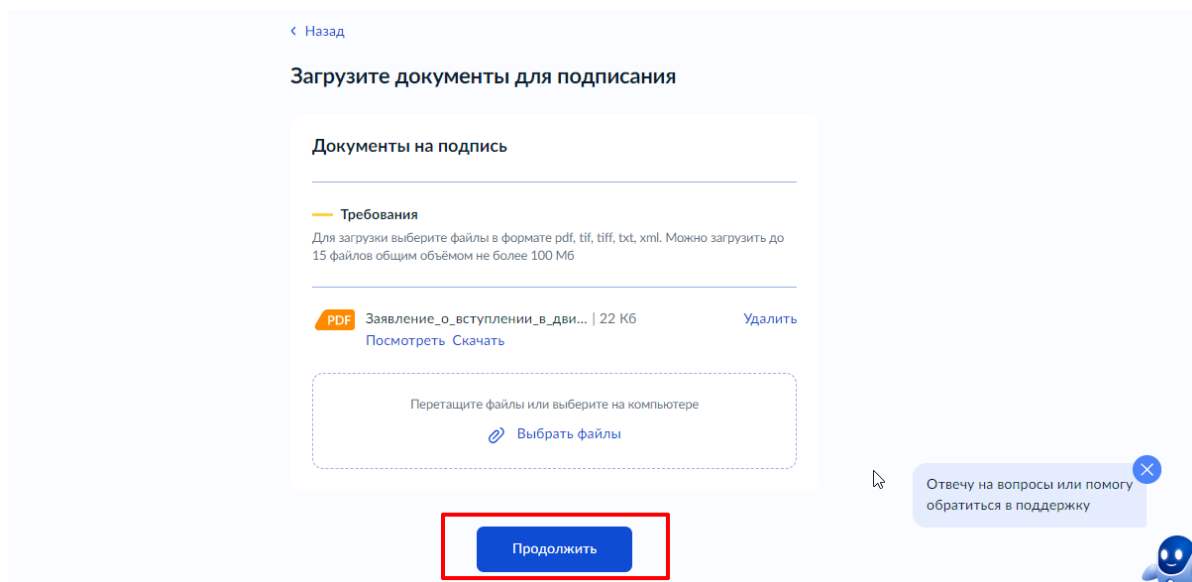 Назад
Загрузите документы для подписания
Документы на подпись
Требования
Для загрузки выберите файлы в формате pdf, tif, tiff, txt, xml. Можно загрузить до
15 файлов общим объёмом не более 100 Мб
PDF Заявление_о_вступлении_в_дви... | 22 Кб Удалить
Посмотреть Скачать
Перетащите файлы или выберите на компьютере
Выбрать файлы
Отвечу на вопросы или помогу
обратиться в поддержку
Продолжить